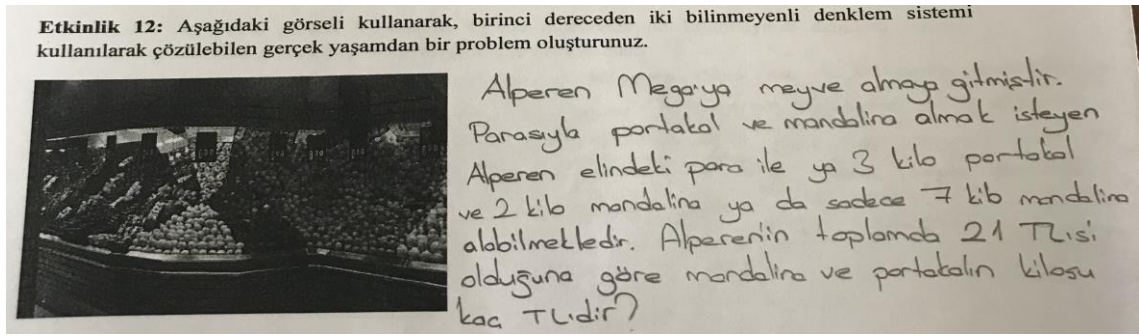 Etkinlik 12: Aşağıdaki görseli kullanarak, birinci dereceden iki bilinmeyenli denklem sistemi
kullanılarak çözülebilen gerçek yaşamdan bir problem oluşturunuz.
Alperen Mega'ya meyve almaya gitmiştir.
Parasıyla portakal ve mandalina almak isteyen
Alperen elindeki para ile ya 3 kilo portakal
ve 2 kilo mandalina ya da sadece 7 kilo mandalina
alabilmektedir. Alperen'in toplamda 21 TL'si
olduğuna göre mandalina ve portakalın kilosu
kaç TL'dir?